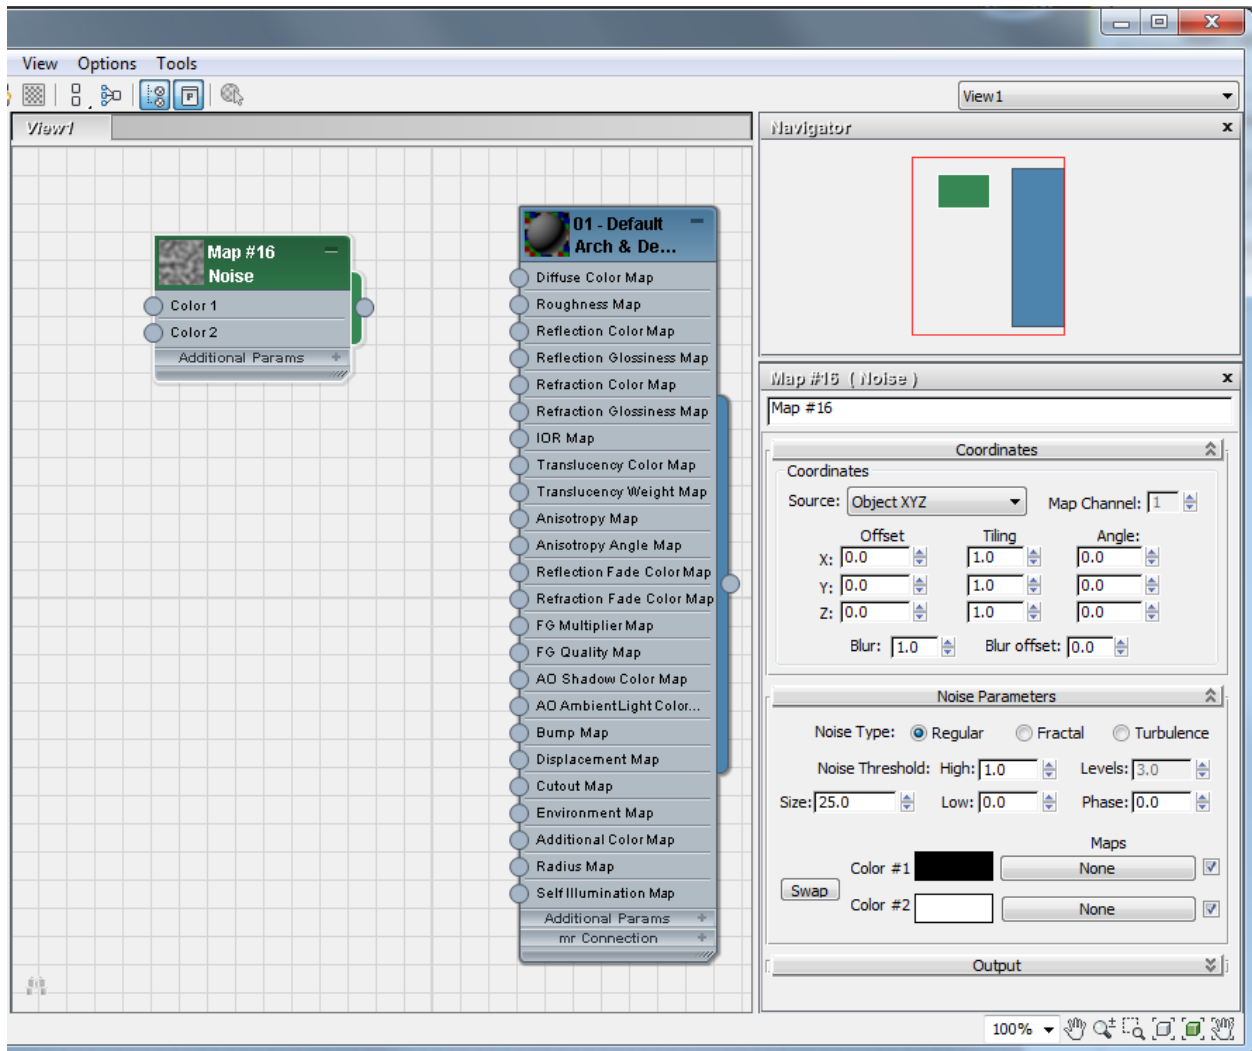 View Options Tools
View1
View1
Navigator
Map #16
Noise
Color 1
Color 2
Additional Params
01 - Default
Arch & De...
Diffuse Color Map
Roughness Map
Reflection Color Map
Reflection Glossiness Map
Refraction Color Map
Refraction Glossiness Map
IOR Map
Translucency Color Map
Translucency Weight Map
Anisotropy Map
Anisotropy Angle Map
Reflection Fade Color Map
Refraction Fade Color Map
FG Multiplier Map
FG Quality Map
AO Shadow Color Map
AO Ambient Light Color...
Bump Map
Displacement Map
Cutout Map
Environment Map
Additional Color Map
Radius Map
Self Illumination Map
Additional Params
mr Connection
Map #16 ( Noise )
Map #16
Coordinates
Coordinates
Source: Object XYZ Map Channel: 1
Offset Tiling Angle:
X: 0.0 1.0 0.0
Y: 0.0 1.0 0.0
Z: 0.0 1.0 0.0
Blur: 1.0 Blur offset: 0.0
Noise Parameters
Noise Type: Regular Fractal Turbulence
Noise Threshold: High: 1.0 Levels: 3.0
Size: 25.0 Low: 0.0 Phase: 0.0
Maps
Color #1 None
Swap
Color #2 None
Output
100%